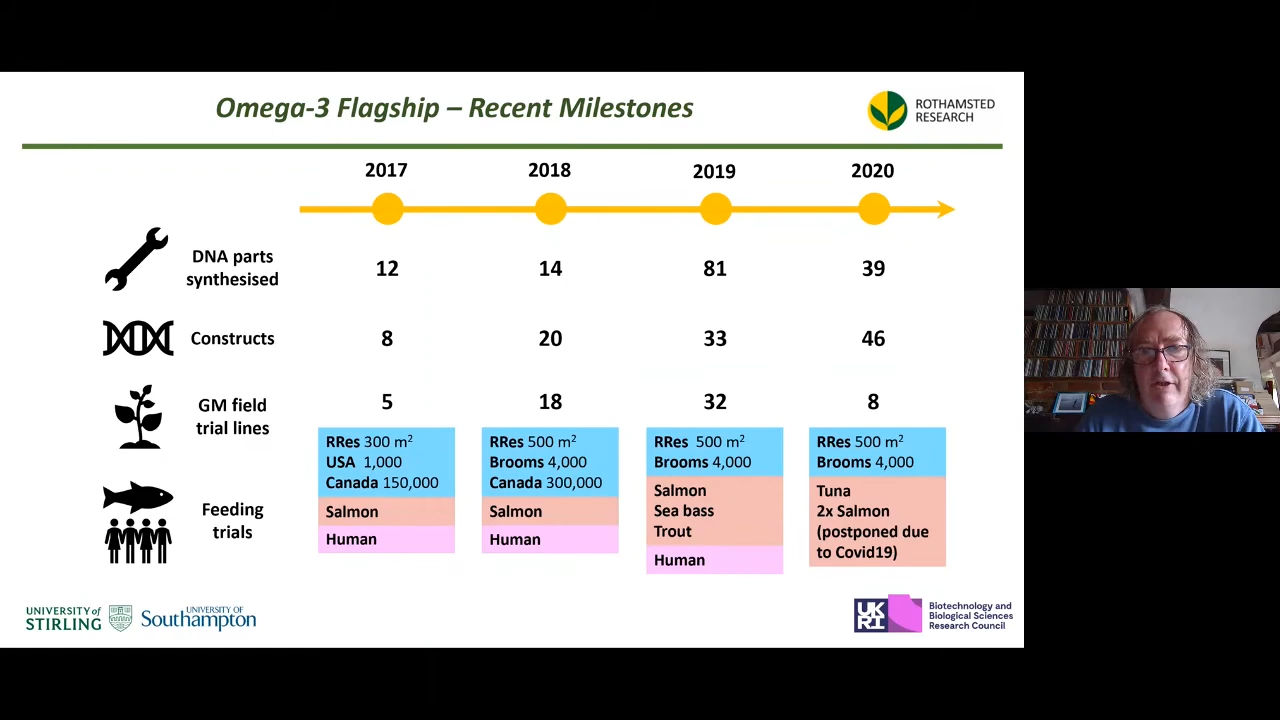 Omega-3 Flagship – Recent Milestones
ROTHAMSTED
RESEARCH
2017 2018 2019 2020
DNA parts
synthesised
12 14 81 39
Constructs
8 20 33 46
GM field
trial lines
5 18 32 8
RRes 300 m²
USA 1,000
Canada 150,000
RRes 500 m²
Brooms 4,000
Canada 300,000
RRes 500 m²
Brooms 4,000
RRes 500 m²
Brooms 4,000
Feeding
trials
Salmon
Human
Salmon
Human
Salmon
Sea bass
Trout
Human
Tuna
2x Salmon
(postponed due
to Covid19)
UNIVERSITY of
STIRLING
UNIVERSITY OF
Southampton
UK
RI
Biotechnology and
Biological Sciences
Research Council